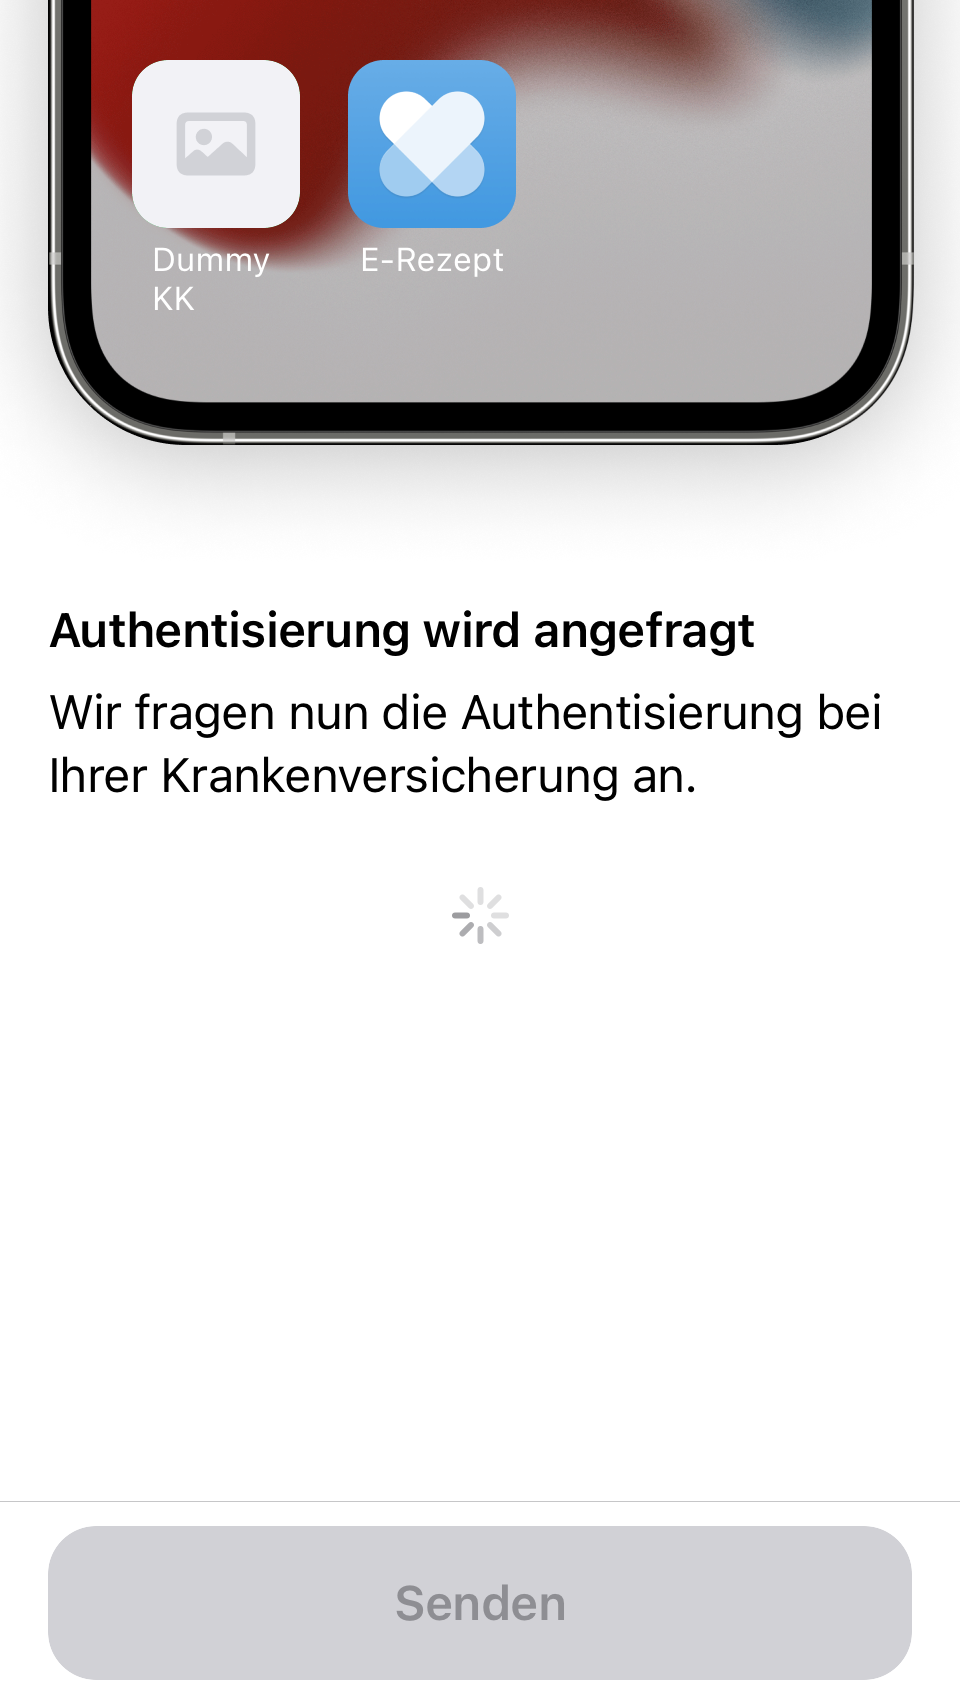 Dummy
KK
E-Rezept
Authentisierung wird angefragt
Wir fragen nun die Authentisierung bei
Ihrer Krankenversicherung an.
Senden